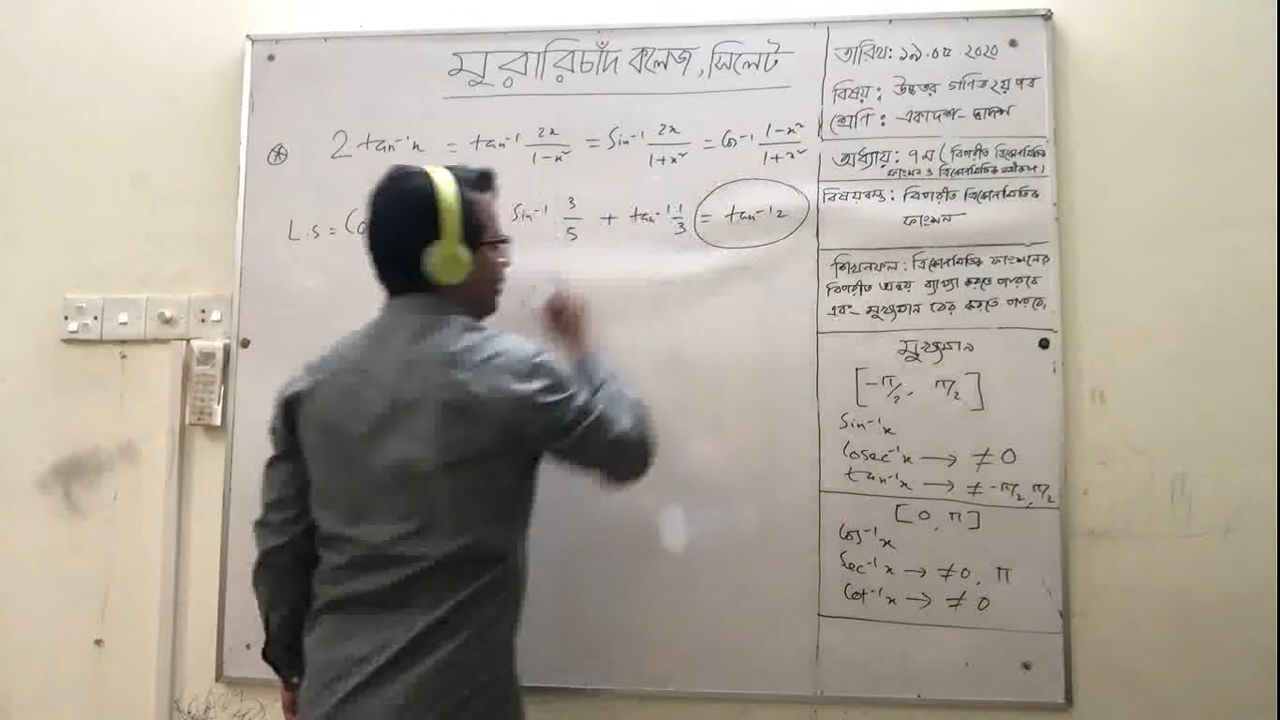 মুরারিচাঁদ কলেজ, সিলেট
⊛ 2 tan⁻¹x = tan⁻¹ 2x/1-x² = Sin⁻¹ 2x/1+x² = Cos⁻¹ 1-x²/1+x²
L.S = Co Sin⁻¹ 3/5 + tan⁻¹ 1/3 = tan⁻¹2
তারিখ: ১৯.০৫ ২০২০
বিষয়: উচ্চতর গণিত ২য় পত্র
শ্রেণি: একাদশ- দ্বাদশ
অধ্যায়: ৭ম (বিপরীত ত্রিকোণমিতিক
ফাংশন ও ত্রিকোণমিতিক সমীকরণ)
বিষয়বস্তু: বিপরীত ত্রিকোণমিতিক
ফাংশন
শিখনফল: ত্রিকোণমিতিক ফাংশনের
বিপরীত অন্বয় ব্যাখ্যা করতে পারবে
এবং মুখ্যমান বের করতে পারবে,
মুখ্যমান
[-π/2, π/2]
Sin⁻¹x
Cosec⁻¹x → ≠ 0
tan⁻¹x → ≠ -π/2, π/2
[0, π]
Cos⁻¹x
Sec⁻¹x → ≠0, π
Cot⁻¹x → ≠ 0